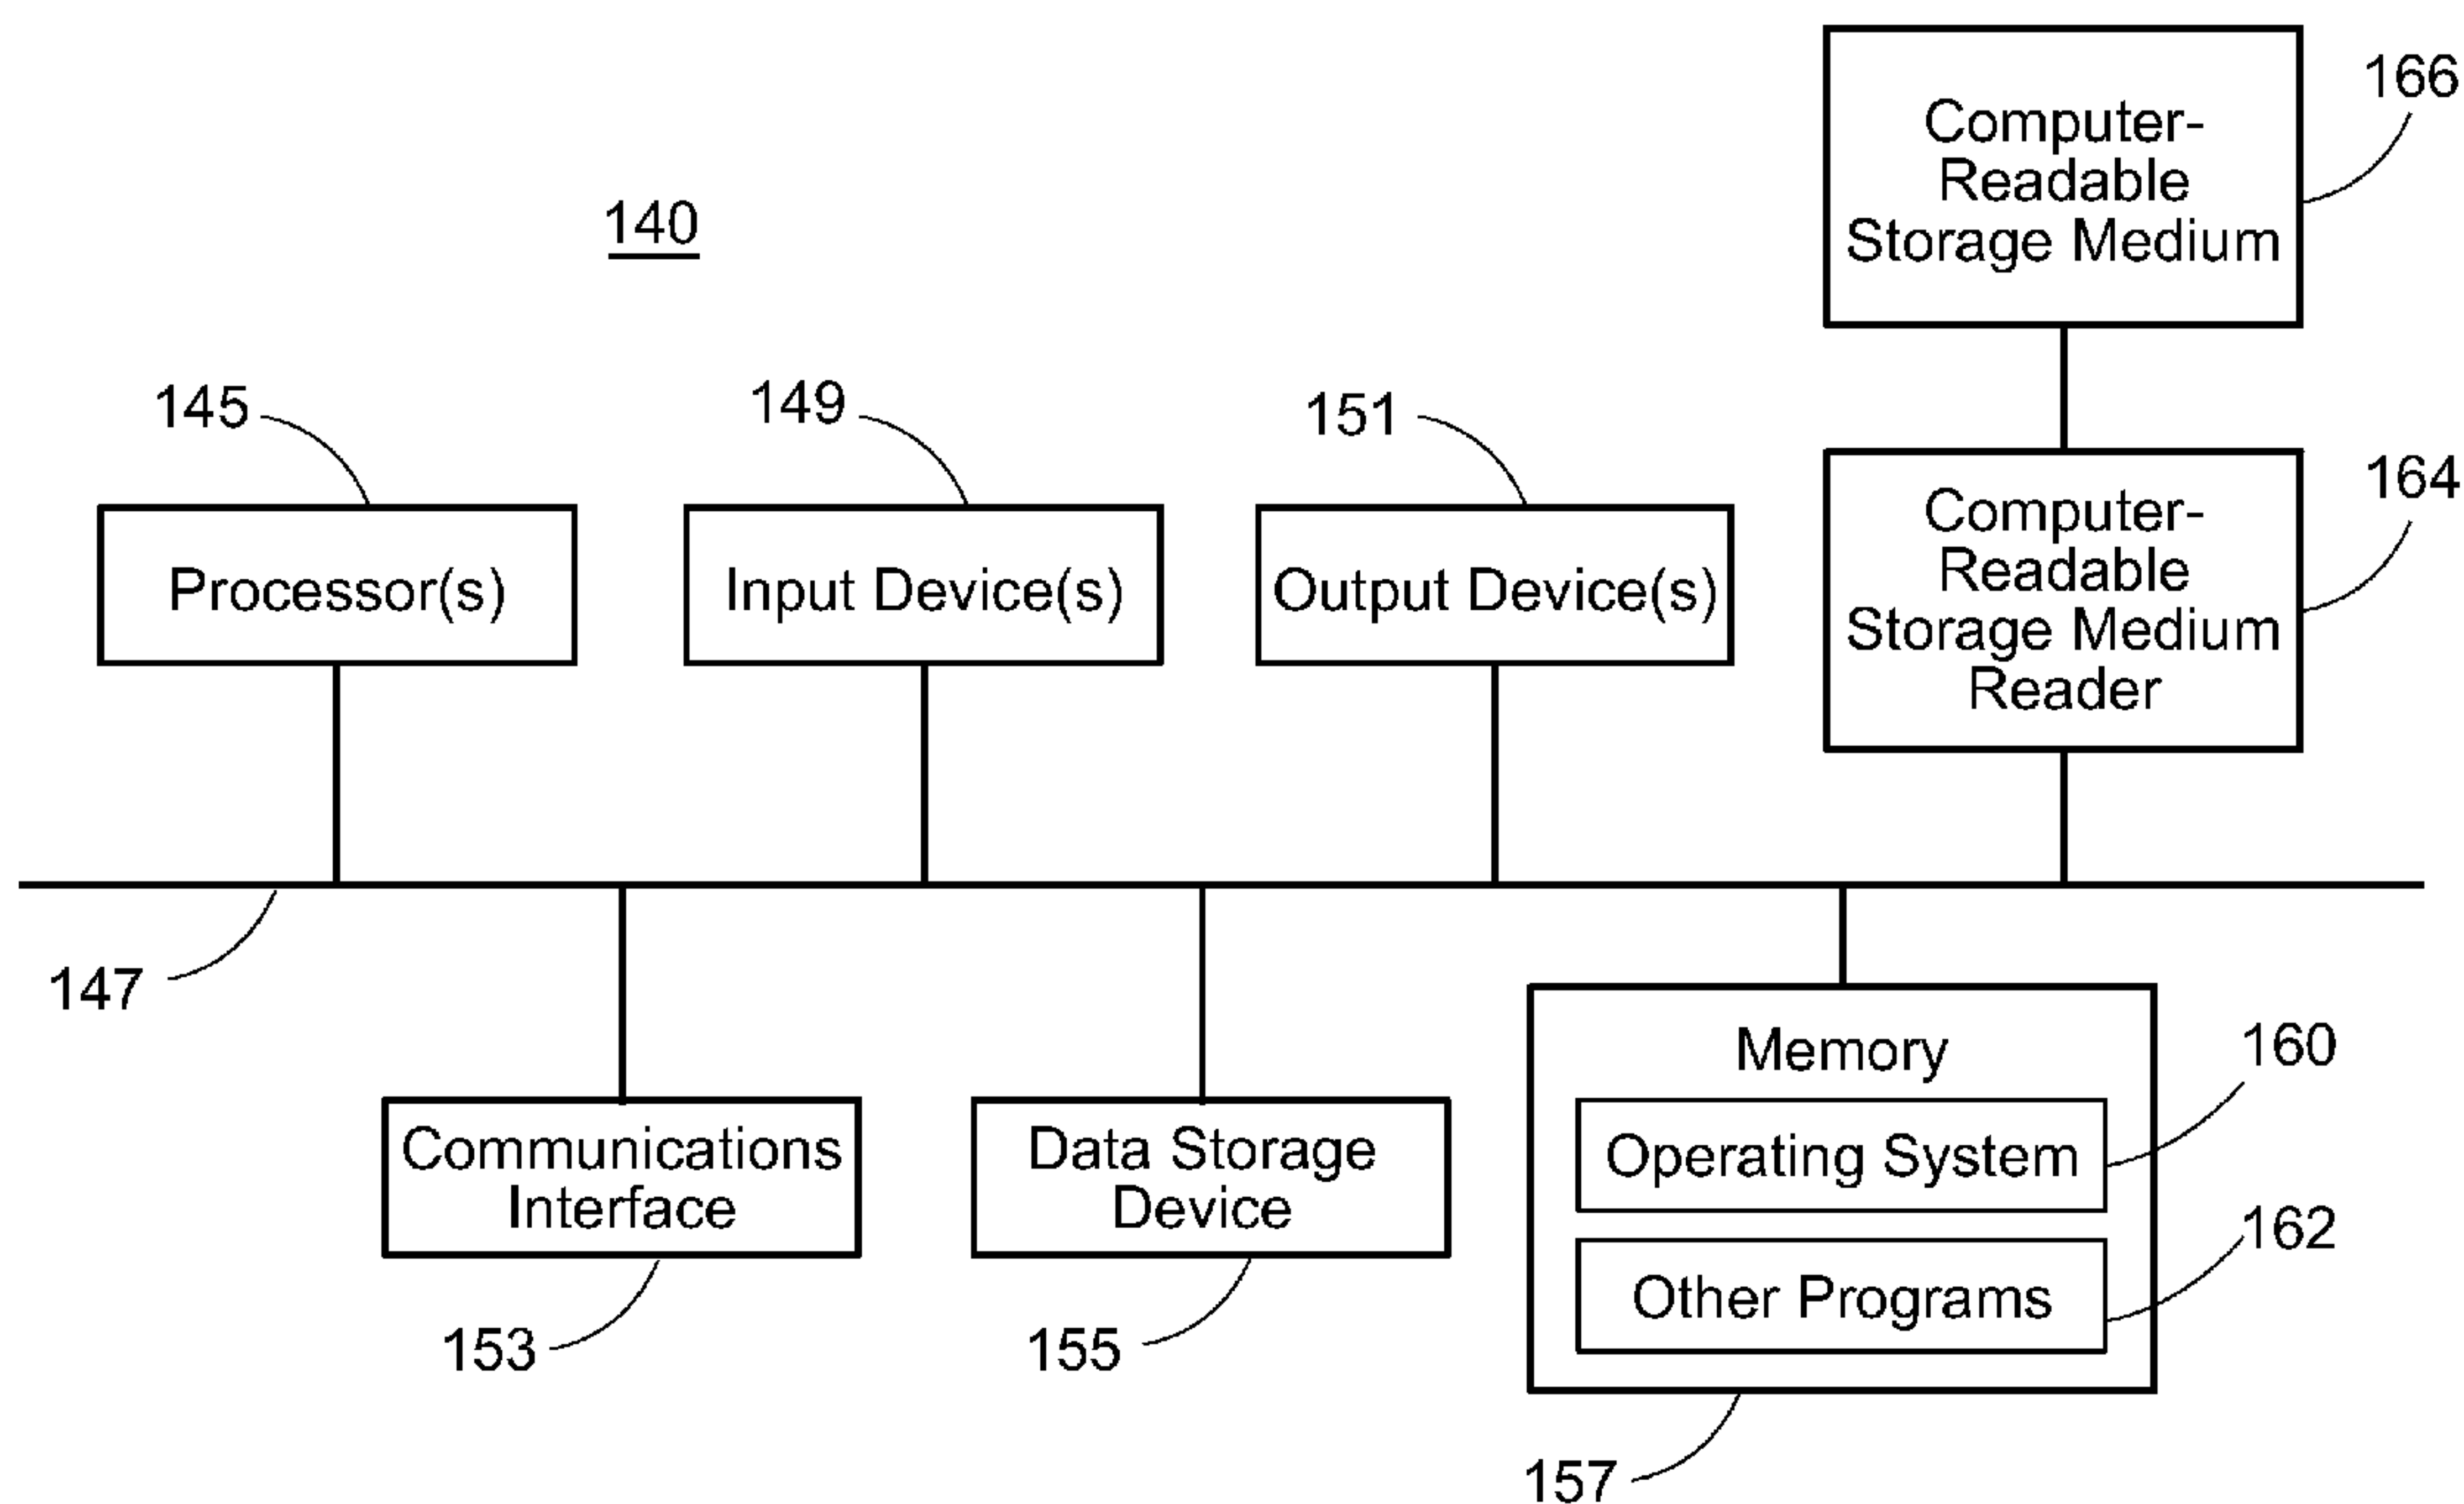 166
Computer-
Readable
Storage Medium
140
145
149
151
164
Processor(s)
Input Device(s)
Output Device(s)
Computer-
Readable
Storage Medium
Reader
147
Memory
160
Operating System
Communications
Interface
Data Storage
Device
162
Other Programs
153
155
157